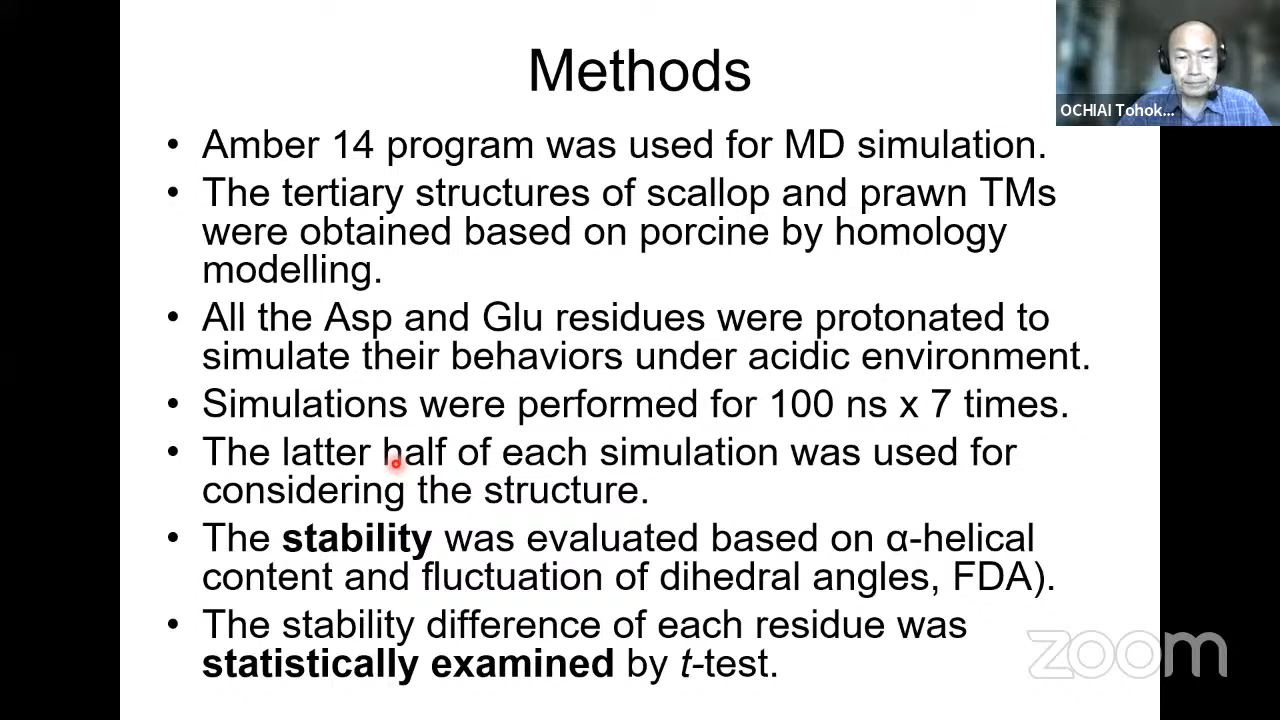 Methods
OCHIAI Tohok...
• Amber 14 program was used for MD simulation.
• The tertiary structures of scallop and prawn TMs
were obtained based on porcine by homology
modelling.
• All the Asp and Glu residues were protonated to
simulate their behaviors under acidic environment.
• Simulations were performed for 100 ns x 7 times.
• The latter half of each simulation was used for
considering the structure.
• The stability was evaluated based on α-helical
content and fluctuation of dihedral angles, FDA).
• The stability difference of each residue was
statistically examined by t-test.
zoom